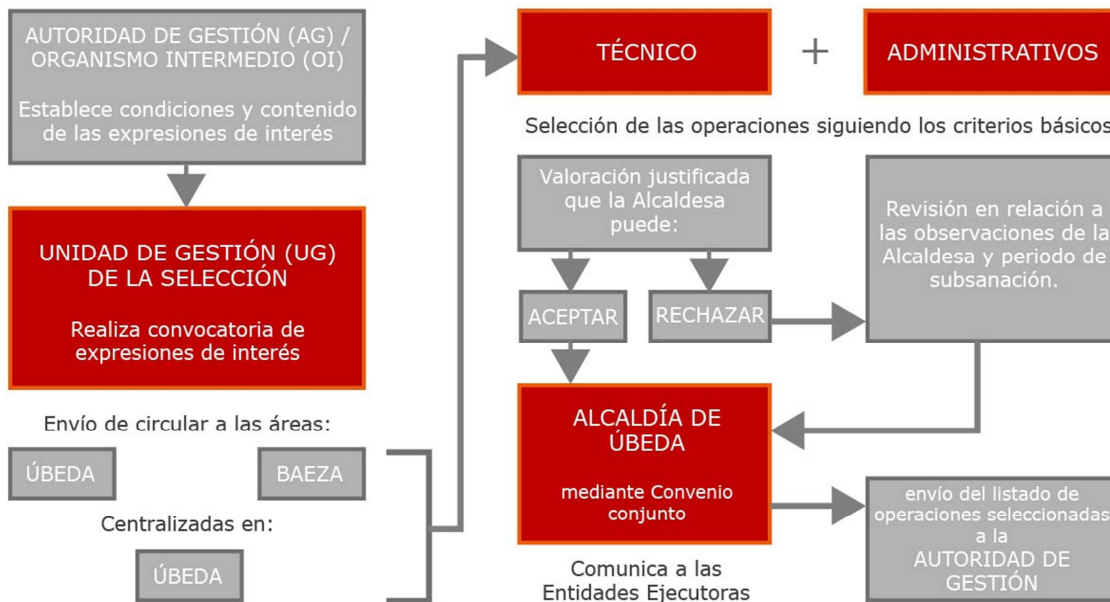 AUTORIDAD DE GESTIÓN (AG) /
ORGANISMO INTERMEDIO (OI)
Establece condiciones y contenido
de las expresiones de interés
UNIDAD DE GESTIÓN (UG)
DE LA SELECCIÓN
Realiza convocatoria de
expresiones de interés
Envío de circular a las áreas:
ÚBEDA
BAEZA
Centralizadas en:
ÚBEDA
TÉCNICO
+
ADMINISTRATIVOS
Selección de las operaciones siguiendo los criterios básicos
Valoración justificada
que la Alcaldesa
puede:
ACEPTAR
RECHAZAR
Revisión en relación a
las observaciones de la
Alcaldesa y periodo de
subsanación.
ALCALDÍA DE
ÚBEDA
mediante Convenio
conjunto
Comunica a las
Entidades Ejecutoras
envío del listado de
operaciones seleccionadas
a la
AUTORIDAD DE
GESTIÓN